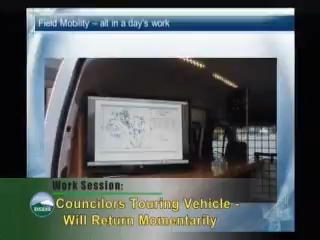 Field Mobility – all in a day's work
Work Session:
Councilors Touring Vehicle -
Will Return Momentarily